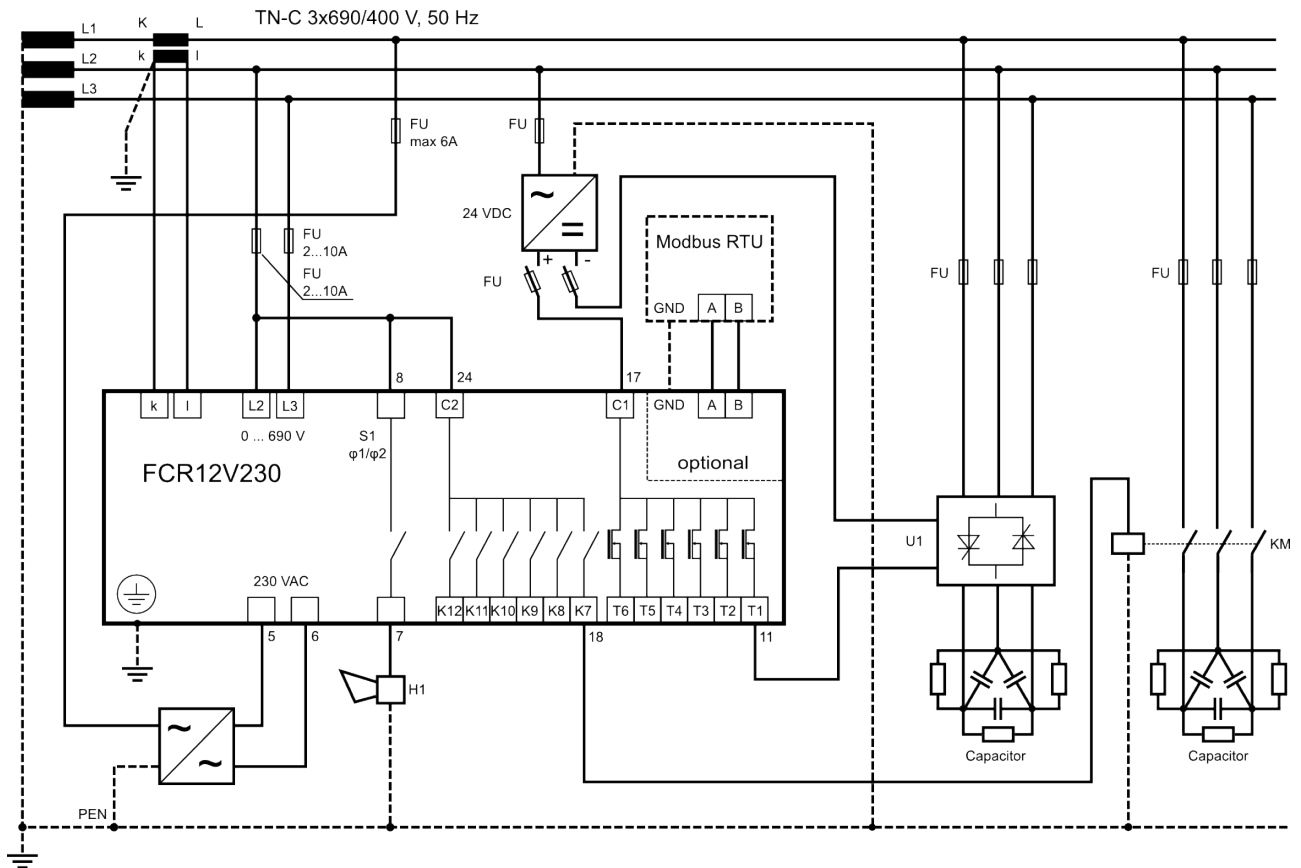 TN-C 3x690/400 V, 50 Hz
L1
K
L
L2
k
l
L3
FU
max 6A
FU
24 VDC
+
-
FU
Modbus RTU
GND
A
B
FU
2...10A
FU
2...10A
FU
FU
8
24
17
k
l
L2
L3
C2
C1
GND
A
B
0 ... 690 V
S1
φ1/φ2
optional
FCR12V230
U1
KM
230 VAC
K12
K11
K10
K9
K8
K7
T6
T5
T4
T3
T2
T1
5
6
7
18
11
H1
Capacitor
Capacitor
PEN